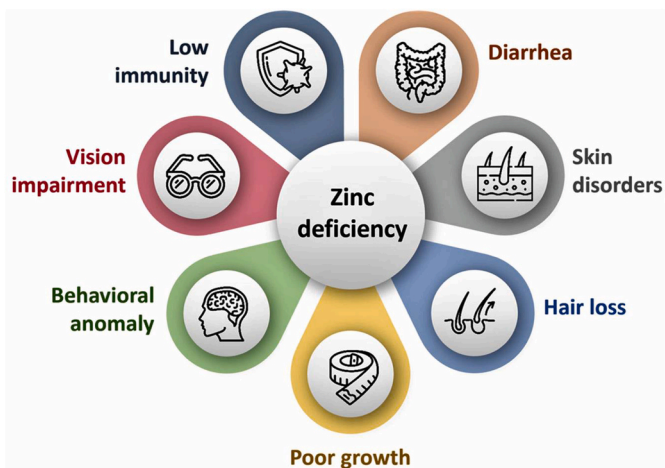 Low
immunity
Diarrhea
Vision
impairment
Zinc
deficiency
Skin
disorders
Behavioral
anomaly
Hair loss
Poor growth